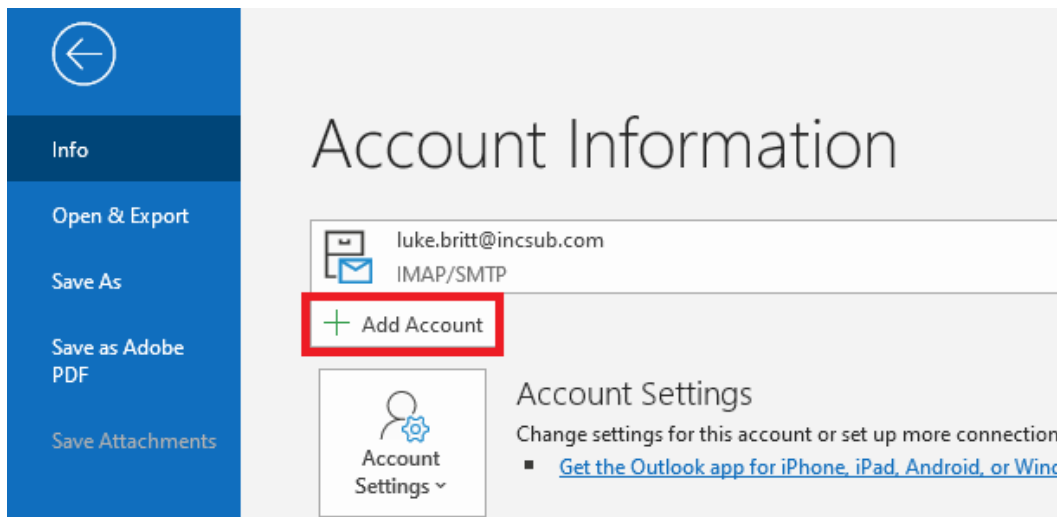 Info
Open & Export
Save As
Save as Adobe
PDF
Save Attachments
Account Information
luke.britt@incsub.com
IMAP/SMTP
Add Account
Account
Settings
Account Settings
Change settings for this account or set up more connection
Get the Outlook app for iPhone, iPad, Android, or